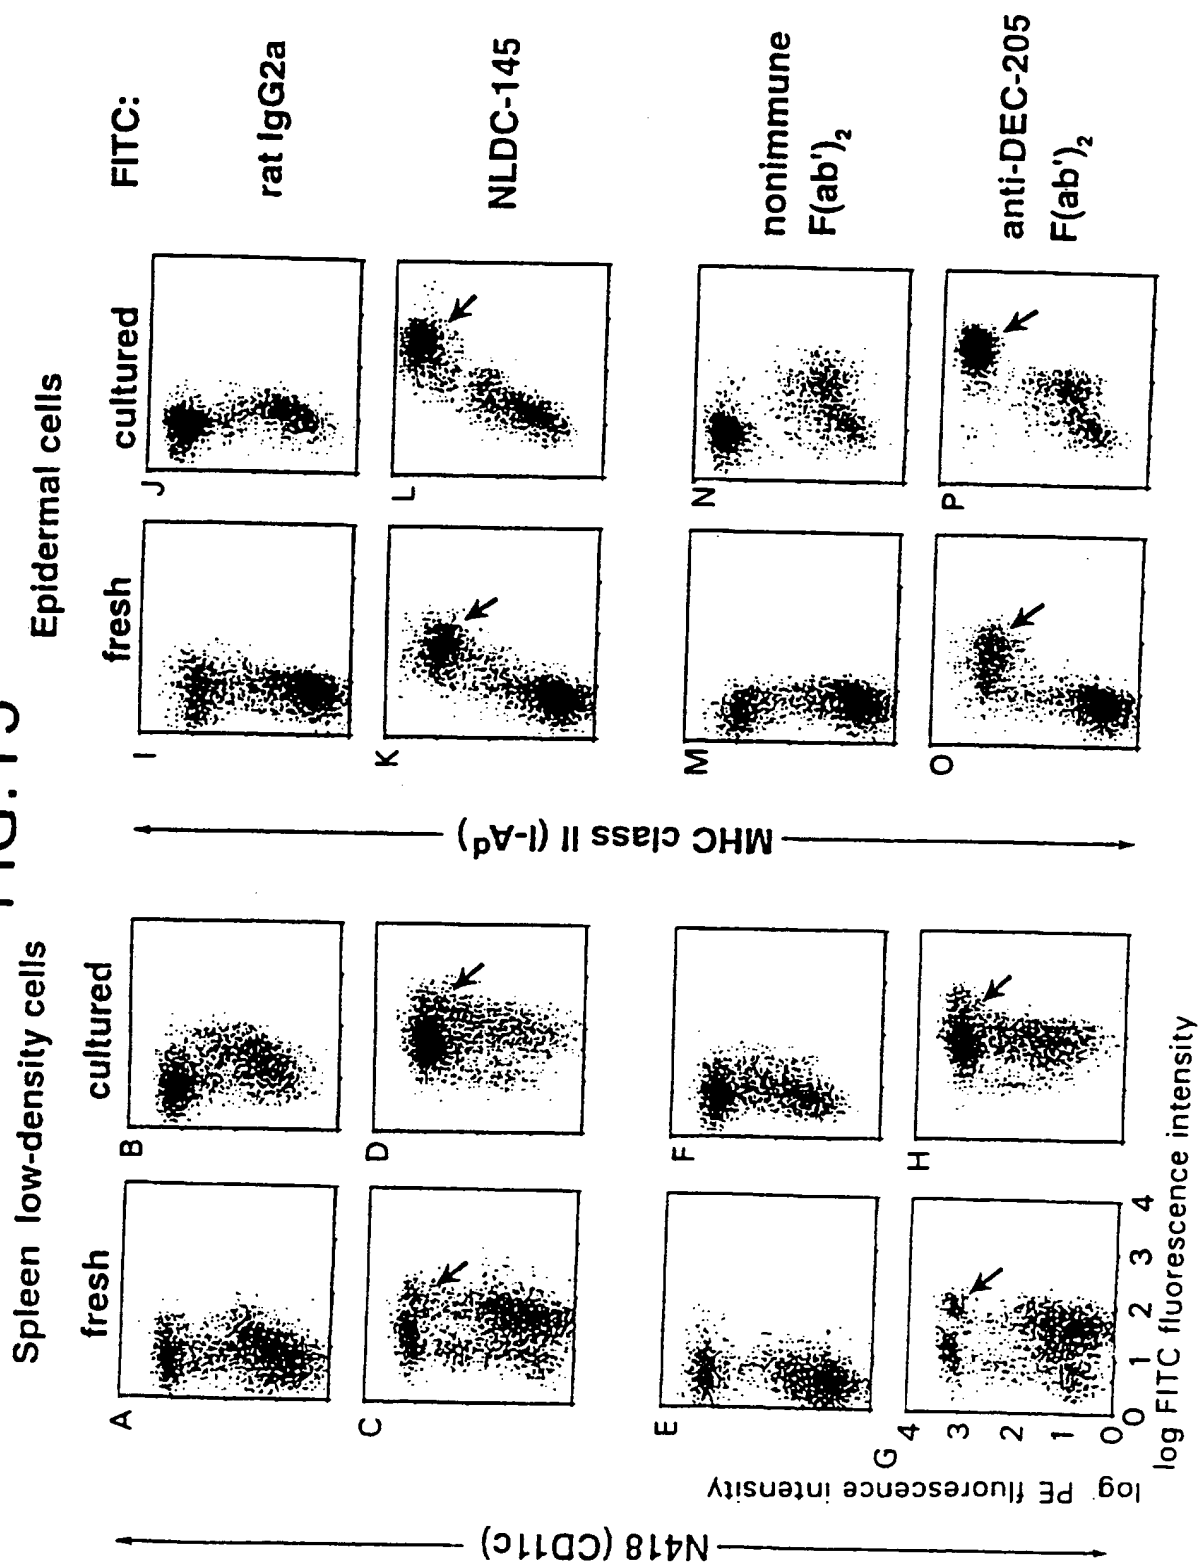 Spleen low-density cells
Epidermal cells
fresh
cultured
fresh
cultured
FITC:
A
B
I
J
rat IgG2a
C
D
K
L
NLDC-145
E
F
M
N
nonimmune
F(ab')2
G
H
O
P
anti-DEC-205
F(ab')2
N418 (CD11c)
MHC class II (I-Ad)
log PE fluorescence intensity
4
3
2
1
0
0 1 2 3 4
log FITC fluorescence intensity